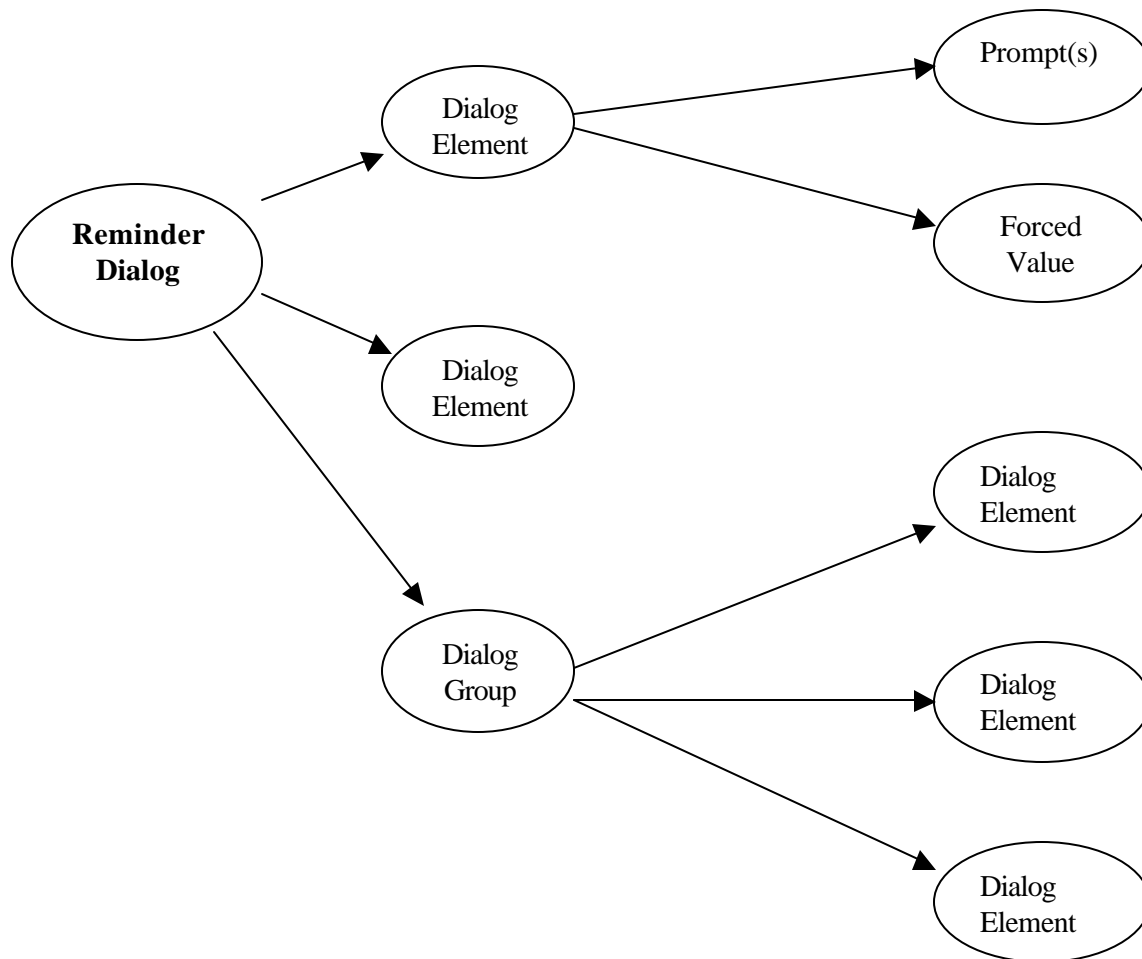 Prompt(s)
Dialog
Element
Reminder
Dialog
Forced
Value
Dialog
Element
Dialog
Element
Dialog
Group
Dialog
Element
Dialog
Element